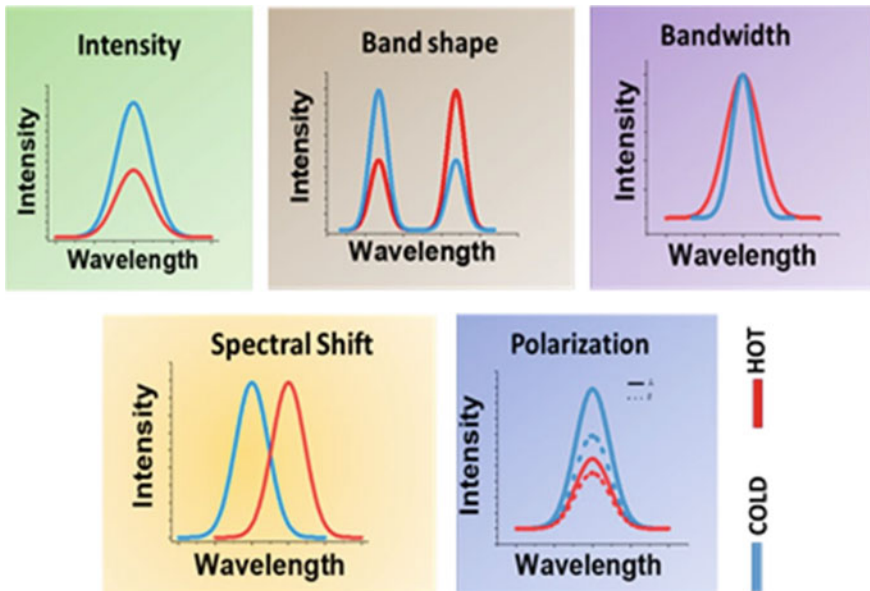 Intensity
Intensity
Wavelength
Band shape
Intensity
Wavelength
Bandwidth
Intensity
Wavelength
Spectral Shift
Intensity
Wavelength
Polarization
Intensity
Wavelength
HOT
COLD